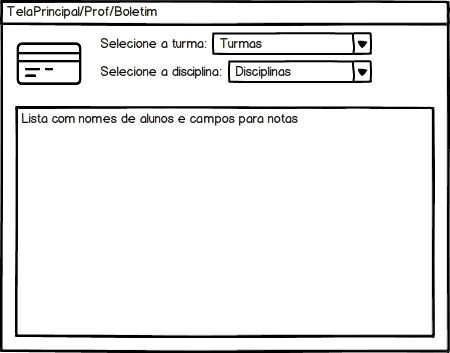 TelaPrincipal/Prof/Boletim
Selecione a turma: Turmas
Selecione a disciplina: Disciplinas
Lista com nomes de alunos e campos para notas